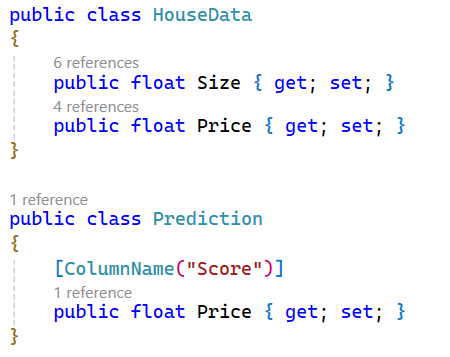 public class HouseData
{
6 references
public float Size { get; set; }
4 references
public float Price { get; set; }
}
1 reference
public class Prediction
{
[ColumnName("Score")]
1 reference
public float Price { get; set; }
}